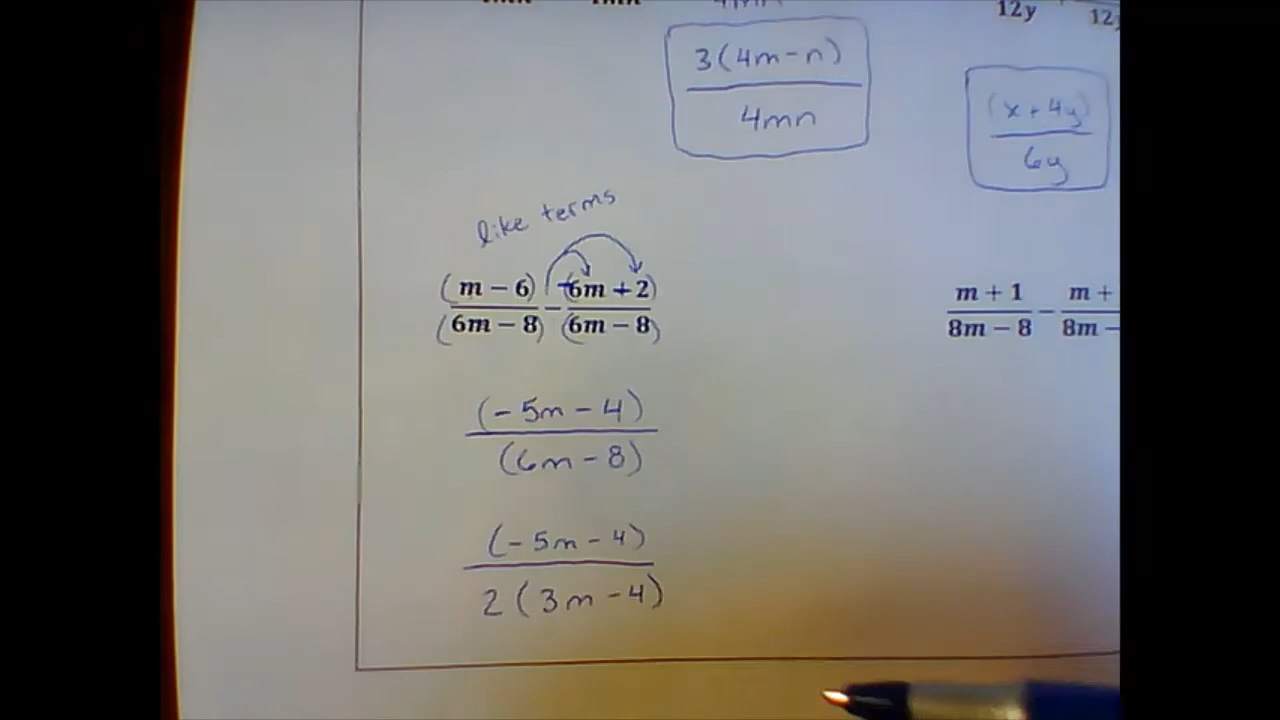 12y 12
3(4m-n)
4mn
(x+4y)
6y
like terms
(m − 6) − (6m + 2)
(6m − 8) (6m − 8)
m + 1 − m +
8m − 8 8m −
(-5m-4)
(6m-8)
(-5m-4)
2(3m-4)